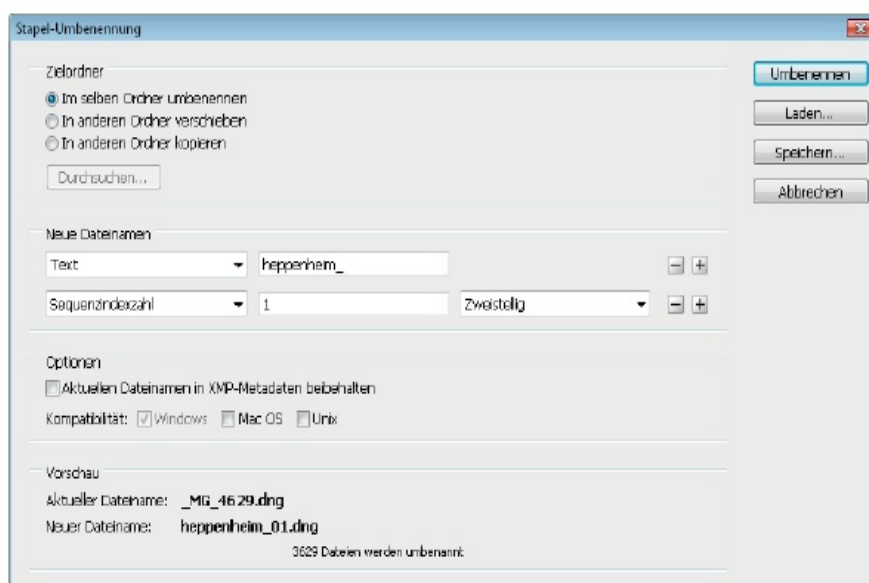 Stapel-Umbenennung
Zielordner
Im selben Ordner umbenennen
In anderen Ordner verschieben
In anderen Ordner kopieren
Durchsuchen...
Umbenennen
Laden...
Speichern...
Abbrechen
Neue Dateinamen
Text heppenheim_
Sequenzindexzahl 1 Zweistellig
Optionen
Aktuellen Dateinamen in XMP-Metadaten beibehalten
Kompatibilität: Windows Mac OS Unix
Vorschau
Aktueller Dateiname: _MG_4629.dng
Neuer Dateiname: heppenheim_01.dng
3629 Dateien werden umbenannt